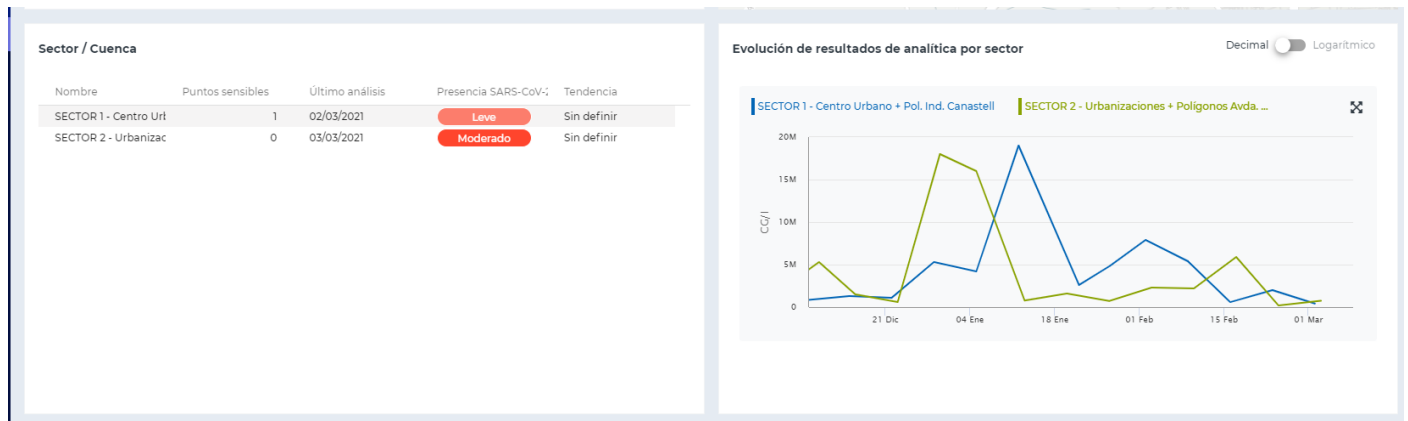 Sector / Cuenca
Nombre Puntos sensibles Último análisis Presencia SARS-CoV-2 Tendencia
SECTOR 1 - Centro Url 1 02/03/2021 Leve Sin definir
SECTOR 2 - Urbanizac 0 03/03/2021 Moderado Sin definir
Evolución de resultados de analítica por sector
Decimal Logarítmico
SECTOR 1 - Centro Urbano + Pol. Ind. Canastell SECTOR 2 - Urbanizaciones + Polígonos Avda. ...
CG/l
20M
15M
10M
5M
0
21 Dic 04 Ene 18 Ene 01 Feb 15 Feb 01 Mar